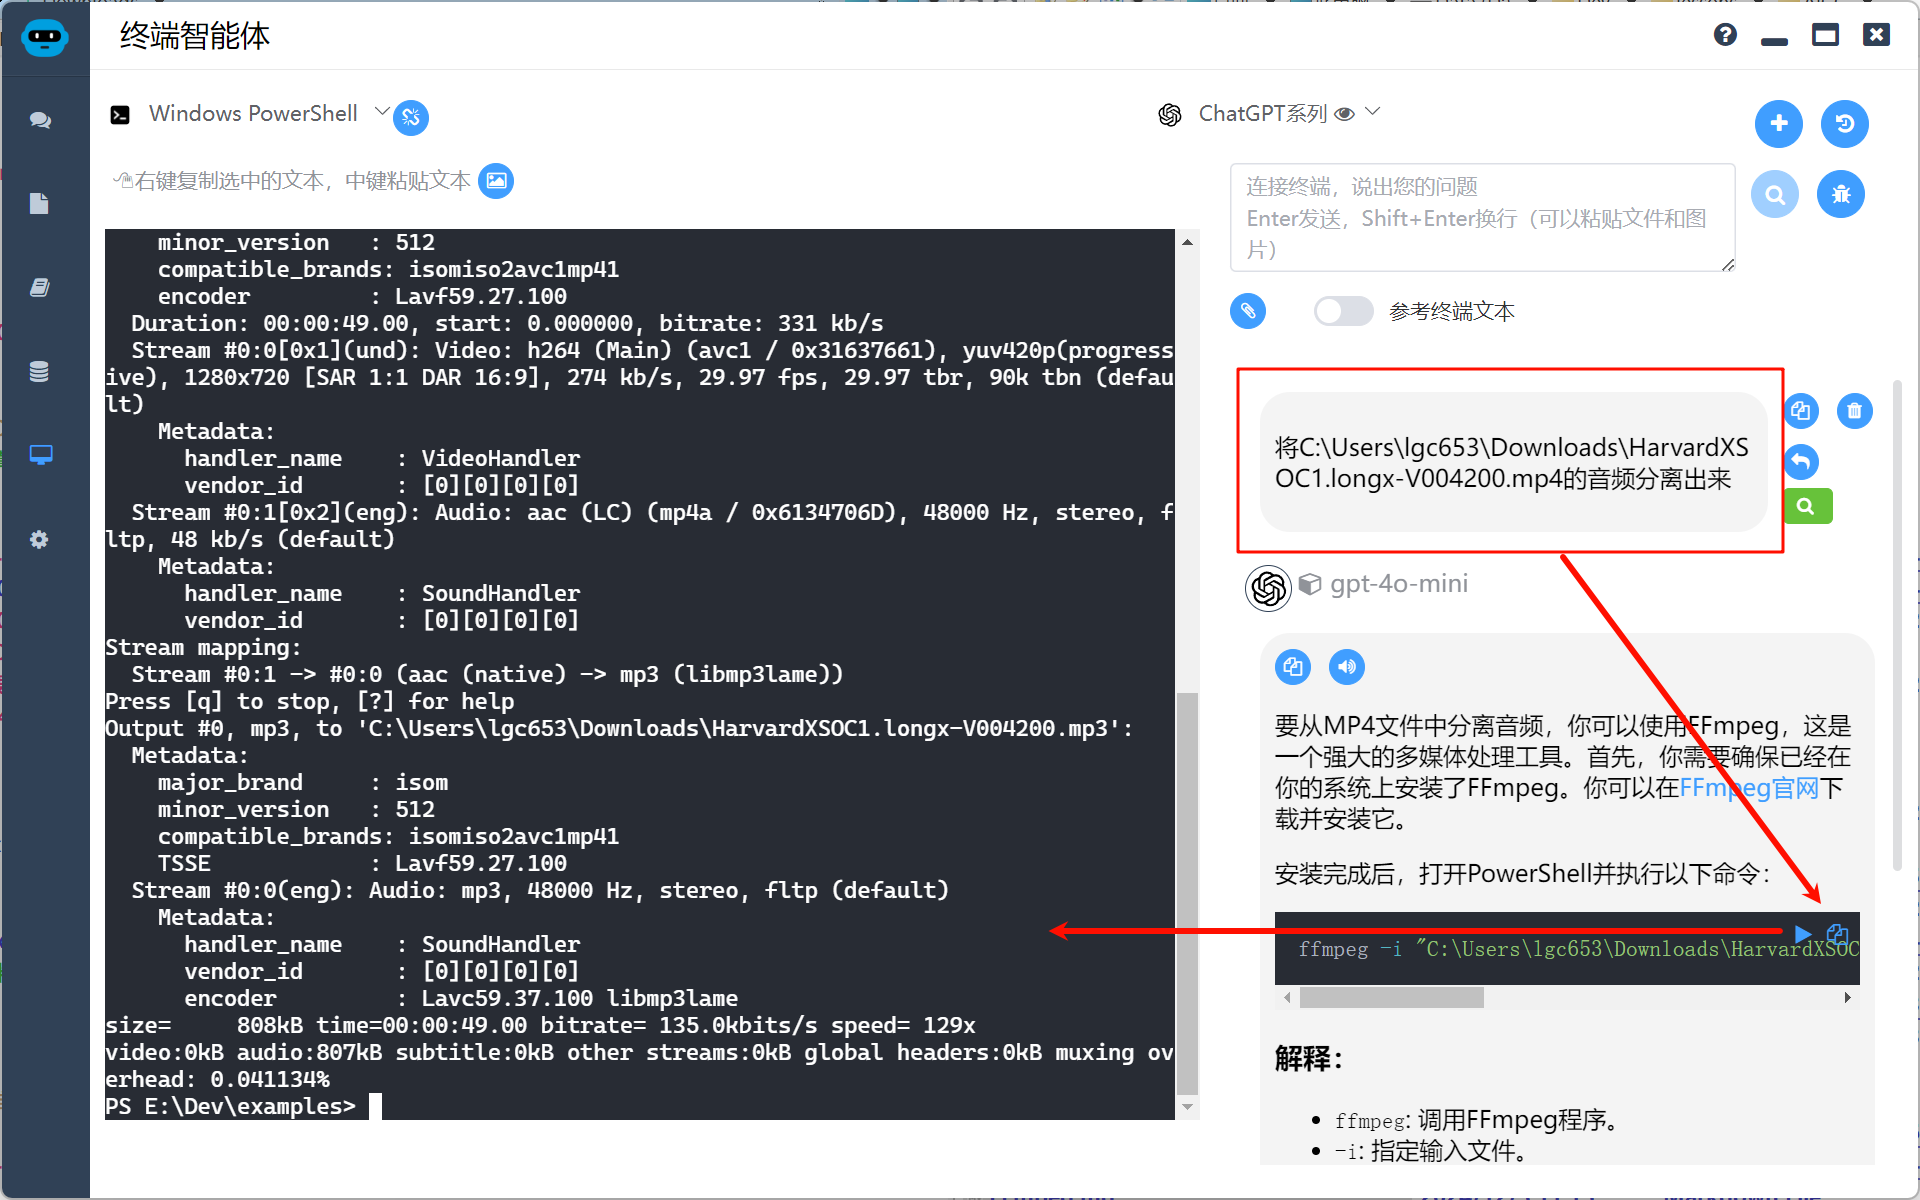 终端智能体
Windows PowerShell
ChatGPT系列
右键复制选中的文本，中键粘贴文本
连接终端，说出您的问题
Enter发送，Shift+Enter换行（可以粘贴文件和图
片）
参考终端文本
minor_version   : 512
compatible_brands: isomiso2avc1mp41
encoder         : Lavf59.27.100
Duration: 00:00:49.00, start: 0.000000, bitrate: 331 kb/s
Stream #0:0[0x1](und): Video: h264 (Main) (avc1 / 0x31637661), yuv420p(progress
ive), 1280x720 [SAR 1:1 DAR 16:9], 274 kb/s, 29.97 fps, 29.97 tbr, 90k tbn (defau
lt)
Metadata:
handler_name    : VideoHandler
vendor_id       : [0][0][0][0]
Stream #0:1[0x2](eng): Audio: aac (LC) (mp4a / 0x6134706D), 48000 Hz, stereo, f
ltp, 48 kb/s (default)
Metadata:
handler_name    : SoundHandler
vendor_id       : [0][0][0][0]
Stream mapping:
Stream #0:1 -> #0:0 (aac (native) -> mp3 (libmp3lame))
Press [q] to stop, [?] for help
Output #0, mp3, to 'C:\Users\lgc653\Downloads\HarvardXSOC1.longx-V004200.mp3':
Metadata:
major_brand     : isom
minor_version   : 512
compatible_brands: isomiso2avc1mp41
TSSE            : Lavf59.27.100
Stream #0:0(eng): Audio: mp3, 48000 Hz, stereo, fltp (default)
Metadata:
handler_name    : SoundHandler
vendor_id       : [0][0][0][0]
encoder         : Lavc59.37.100 libmp3lame
size=     808kB time=00:00:49.00 bitrate= 135.0kbits/s speed= 129x
video:0kB audio:807kB subtitle:0kB other streams:0kB global headers:0kB muxing ov
erhead: 0.041134%
PS E:\Dev\examples>
将C:\Users\lgc653\Downloads\HarvardXS
OC1.longx-V004200.mp4的音频分离出来
gpt-4o-mini
要从MP4文件中分离音频，你可以使用FFmpeg，这是
一个强大的多媒体处理工具。首先，你需要确保已经在
你的系统上安装了FFmpeg。你可以在FFmpeg官网下
载并安装它。
安装完成后，打开PowerShell并执行以下命令：
ffmpeg -i "C:\Users\lgc653\Downloads\HarvardXSOC
解释：
ffmpeg: 调用FFmpeg程序。
-i: 指定输入文件。